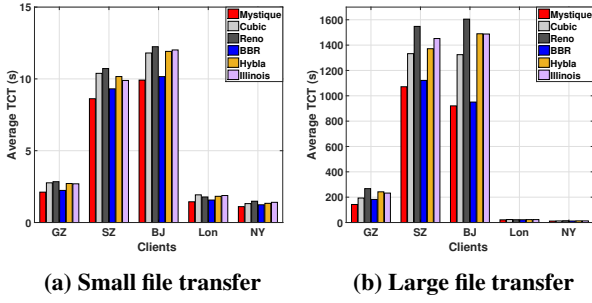 15
10
5
0
Average TCT (s)
GZ SZ BJ Lon NY
Clients
Mystique
Cubic
Reno
BBR
Hybla
Illinois
(a) Small file transfer
1600
1400
1200
1000
800
600
400
200
0
Average TCT (s)
GZ SZ BJ Lon NY
Clients
Mystique
Cubic
Reno
BBR
Hybla
Illinois
(b) Large file transfer